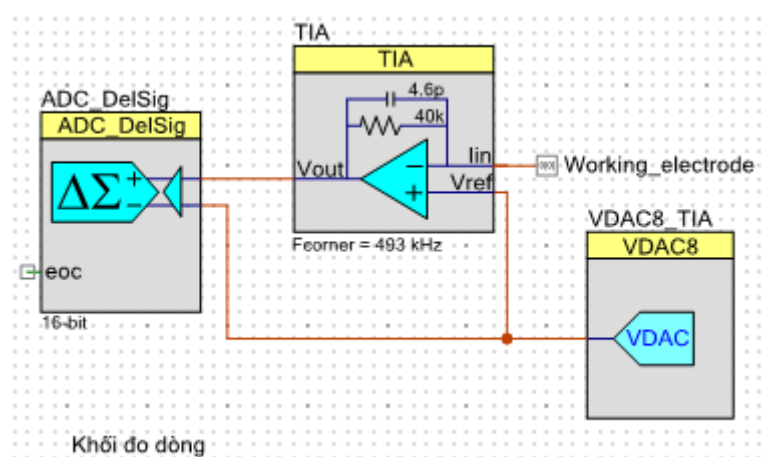 TIA
TIA
4.6p
40k
ADC_DelSig
ADC_DelSig
ΔΣ
+
-
Vout
-
+
Iin
Vref
Working_electrode
Fcorner = 493 kHz
VDAC8_TIA
VDAC8
eoc
16-bit
VDAC
Khối đo dòng